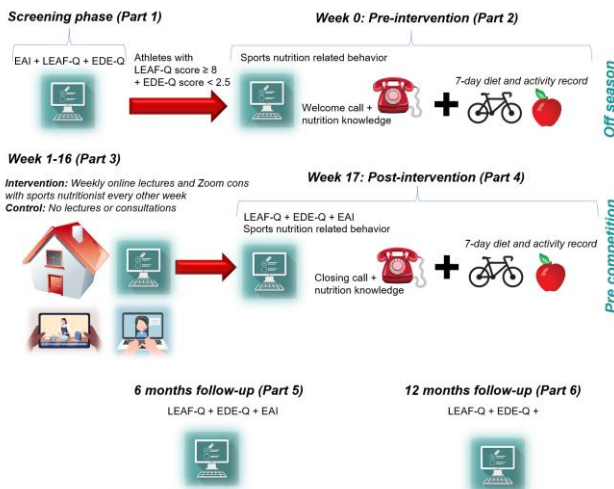 Screening phase (Part 1)
EAI + LEAF-Q + EDE-Q
Athletes with
LEAF-Q score ≥ 8
+ EDE-Q score < 2.5
Week 0: Pre-intervention (Part 2)
Sports nutrition related behavior
Welcome call +
nutrition knowledge
7-day diet and activity record
Off season
Week 1-16 (Part 3)
Intervention: Weekly online lectures and Zoom cons
with sports nutritionist every other week
Control: No lectures or consultations
Week 17: Post-intervention (Part 4)
LEAF-Q + EDE-Q + EAI
Sports nutrition related behavior
Closing call +
nutrition knowledge
7-day diet and activity record
Pre competition
6 months follow-up (Part 5)
LEAF-Q + EDE-Q + EAI
12 months follow-up (Part 6)
LEAF-Q + EDE-Q +